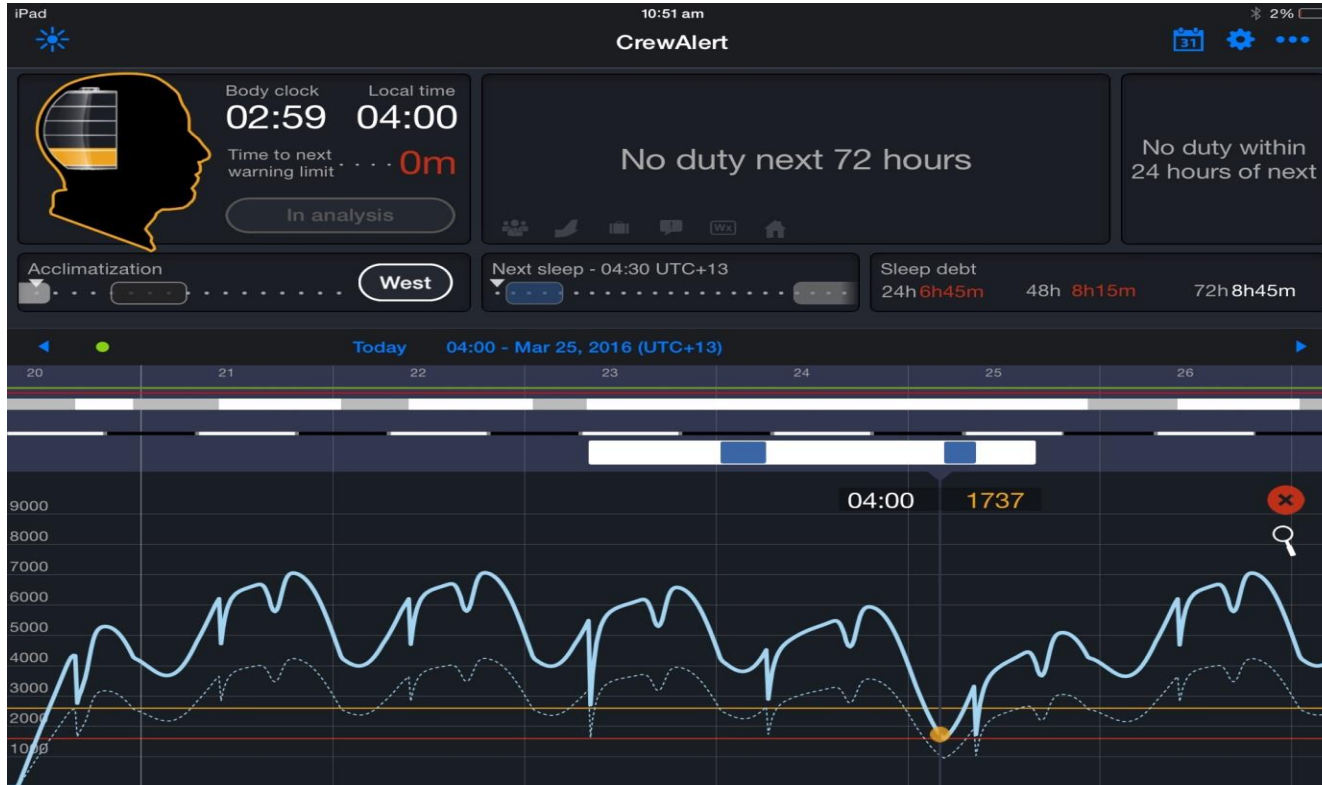 iPad 10:51 am 2%
CrewAlert
31
Body clock Local time
02:59 04:00
Time to next warning limit .... 0m
In analysis
No duty next 72 hours
Wx
No duty within
24 hours of next
Acclimatization
West
Next sleep - 04:30 UTC+13
Sleep debt
24h 6h45m 48h 8h15m 72h 8h45m
Today 04:00 - Mar 25, 2016 (UTC+13)
20 21 22 23 24 25 26
04:00 1737
9000
8000
7000
6000
5000
4000
3000
2000
1000